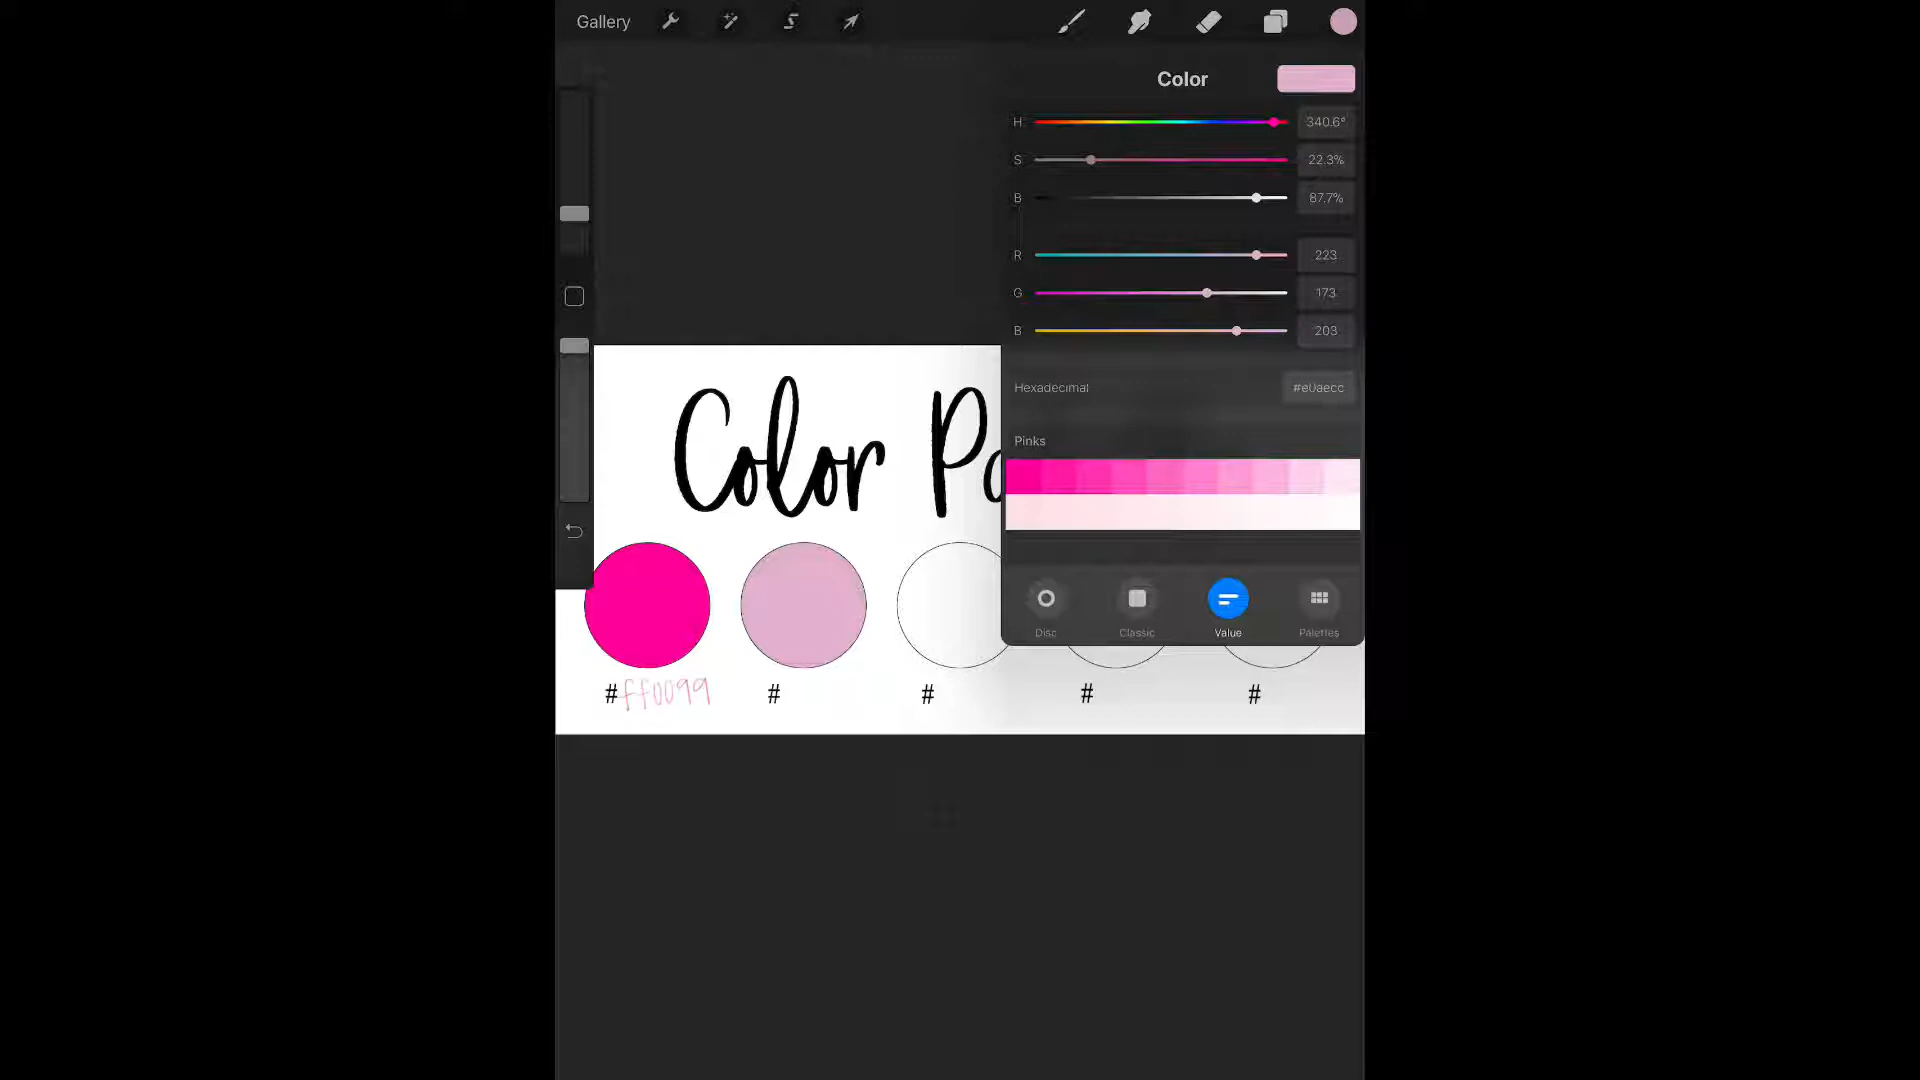 Gallery
Color
H 340.6°
S 22.3%
B 87.7%
R 223
G 173
B 203
Hexadecimal #e0aecc
Pinks
Color
Disc Classic Value Palettes
#ff0099 # # # #